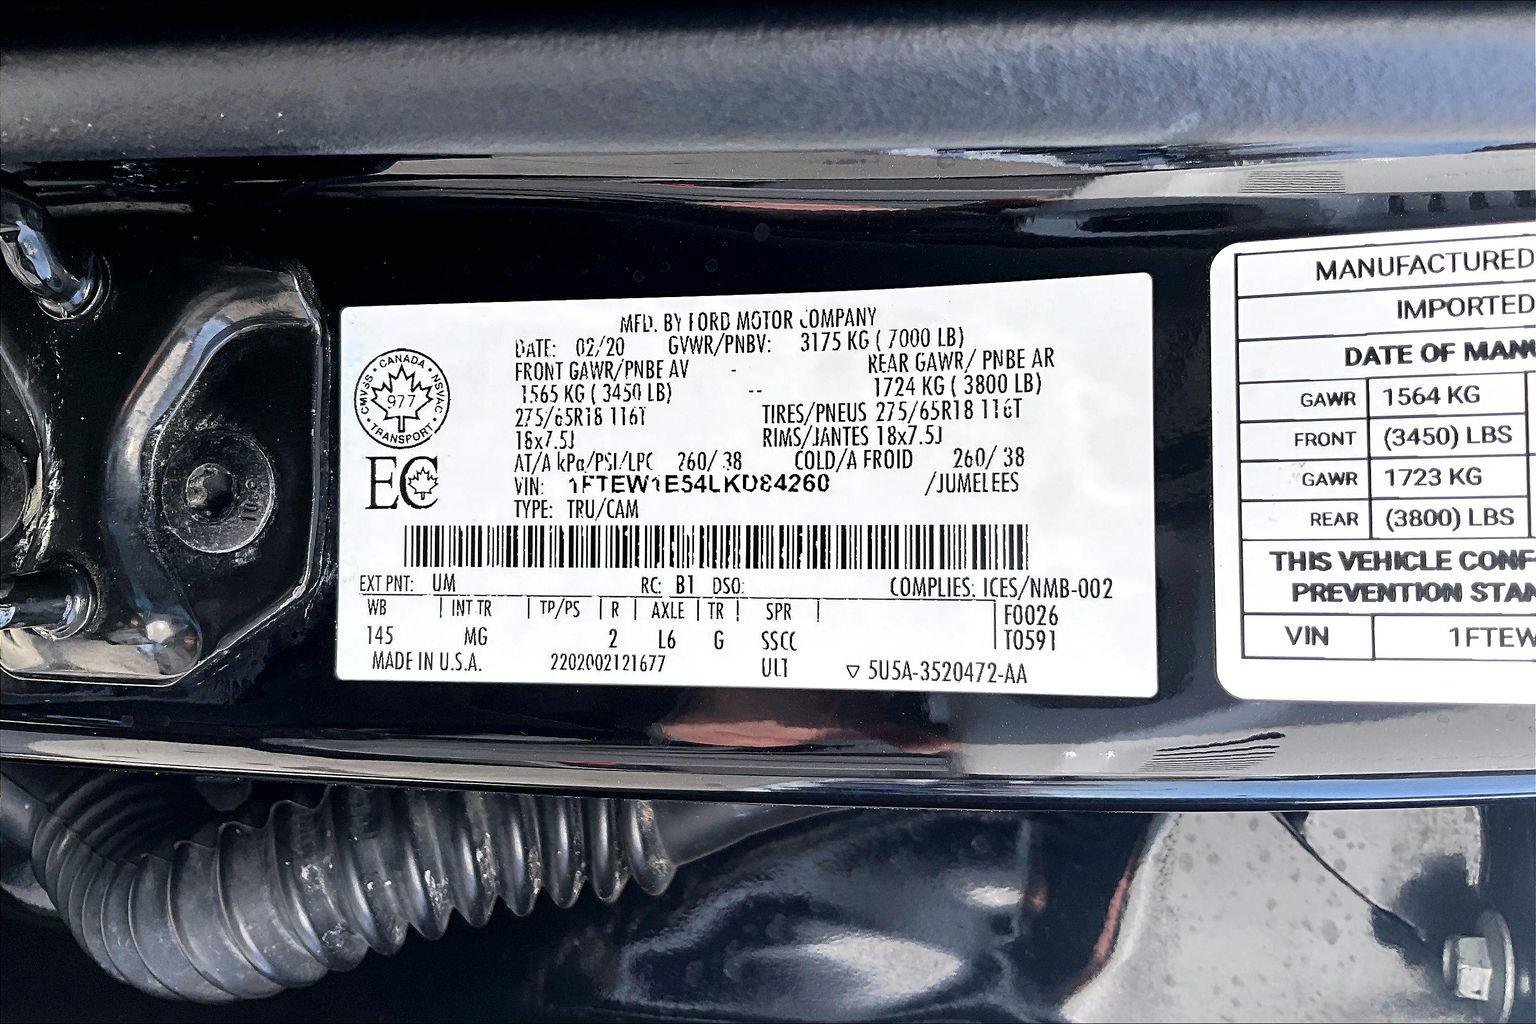 MFD. BY FORD MOTOR COMPANY
DATE: 02/20 GVWR/PNBV: 3175 KG ( 7000 LB)
FRONT GAWR/PNBE AV - REAR GAWR/ PNBE AR
1565 KG ( 3450 LB) -- 1724 KG ( 3800 LB)
275/65R18 116T TIRES/PNEUS 275/65R18 116T
18x7.5J RIMS/JANTES 18x7.5J
AT/A kPa/PSI/LPC 260/ 38 COLD/A FROID 260/ 38
VIN: 1FTEW1E54LKD84260 /JUMELEES
TYPE: TRU/CAM
CANADA
CMVSS NSVAC
977
TRANSPORT
EC
EXT PNT: UM RC: B1 DSO: COMPLIES: ICES/NMB-002
WB | INT TR | TP/PS | R | AXLE | TR | SPR | F0026
145 MG 2 L6 G SSCC T0591
MADE IN U.S.A. 2202002121677 ULT ▽ 5U5A-3520472-AA
MANUFACTURED
IMPORTED
DATE OF MANU
GAWR 1564 KG
FRONT (3450) LBS
GAWR 1723 KG
REAR (3800) LBS
THIS VEHICLE CONF
PREVENTION STAN
VIN 1FTEW